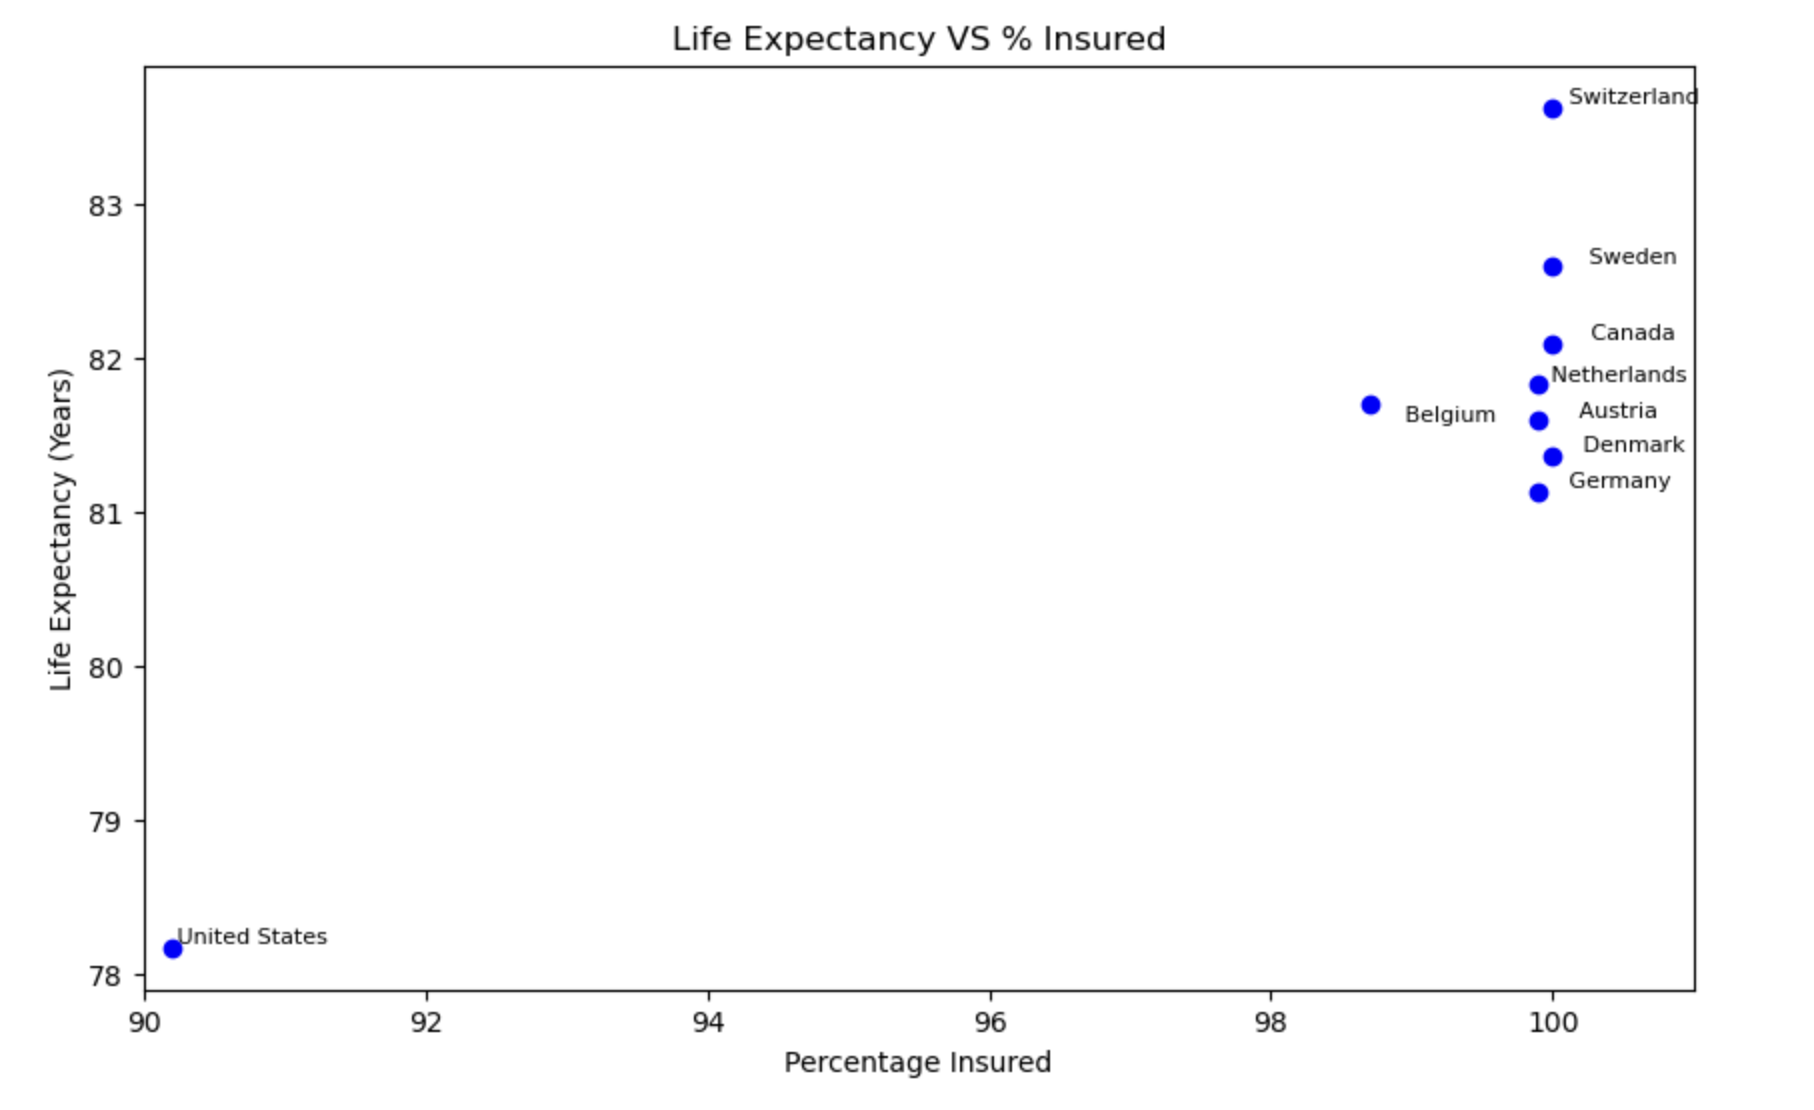 Life Expectancy VS % Insured
Switzerland
83
Sweden
Canada
82
Netherlands
Belgium
Austria
Denmark
Germany
81
Life Expectancy (Years)
80
79
United States
78
90 92 94 96 98 100
Percentage Insured